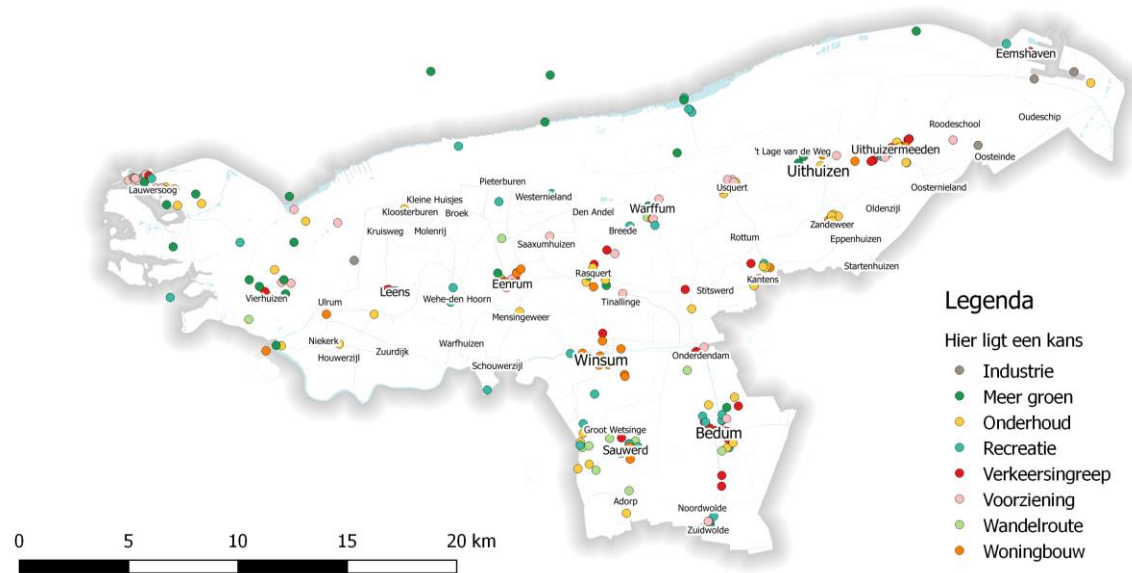 Eemshaven
Oudeschip
Roodeschool
't Lage van de Weg
Uithuizermeeden
Oosteinde
Uithuizen
Lauwersoog
Pieterburen
Usquert
Oosternieland
Westernielland
Kleine Huisjes
Oldenzijl
Kloosterburen
Broek
Den Andel
Warffum
Zandeweer
Kruisweg
Molenrij
Breede
Saaxumhuizen
Rottum
Eppenhuizen
Startenhuizen
Rasquert
Eenrum
Kantens
Leens
Stitswerd
Vierhuizen
Wehe-den Hoorn
Tinallinge
Ulrum
Mensingeweer
Niekerk
Warfhuizen
Onderdendam
Houwerzijl
Zuurdijk
Winsum
Schouwerzijl
Groot Wetsinge
Bedum
Sauwerd
Adorp
Noordwolde
Zuidwolde
Legenda
Hier ligt een kans
Industrie
Meer groen
Onderhoud
Recreatie
Verkeersingreep
Voorziening
Wandelroute
Woningbouw
0 5 10 15 20 km